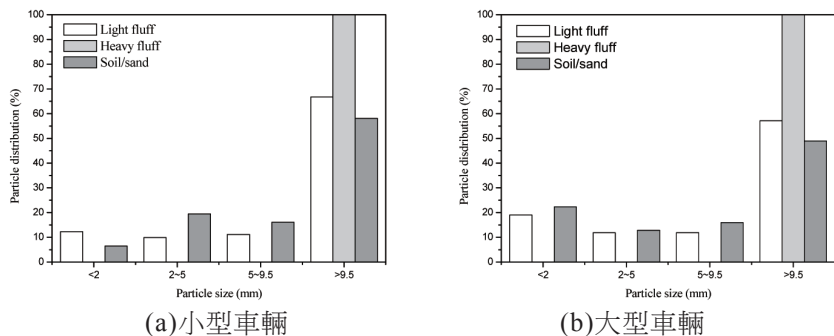 100
90
80
70
60
50
40
30
20
10
0
Particle distribution (%)
Light fluff
Heavy fluff
Soil/sand
<2
2~5
5~9.5
>9.5
Particle size (mm)
(a)小型車輛
100
90
80
70
60
50
40
30
20
10
0
Particle disdribution (%)
Light fluff
Heavy fluff
Soil/sand
<2
2~5
5~9.5
>9.5
Particle size (mm)
(b)大型車輛